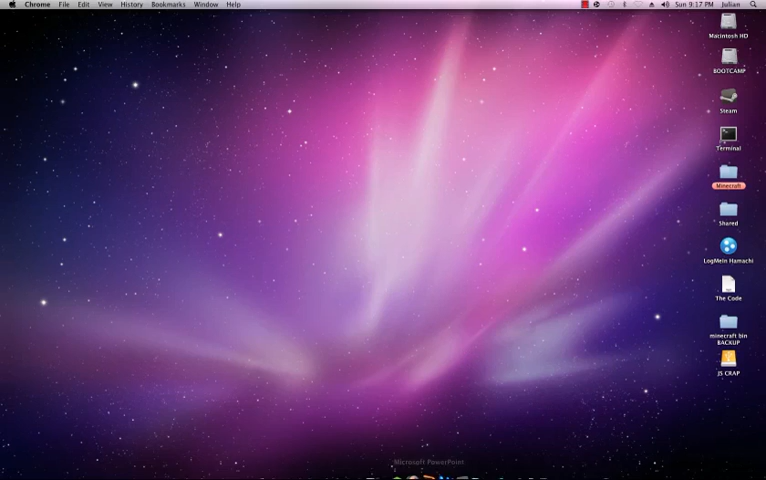 Chrome File Edit View History Bookmarks Window Help Sun 9:17 PM Julian
Macintosh HD
BOOTCAMP
Steam
Terminal
Minecraft
Shared
LogMeIn Hamachi
The Code
minecraft bin
BACKUP
JS CRAP
Microsoft PowerPoint